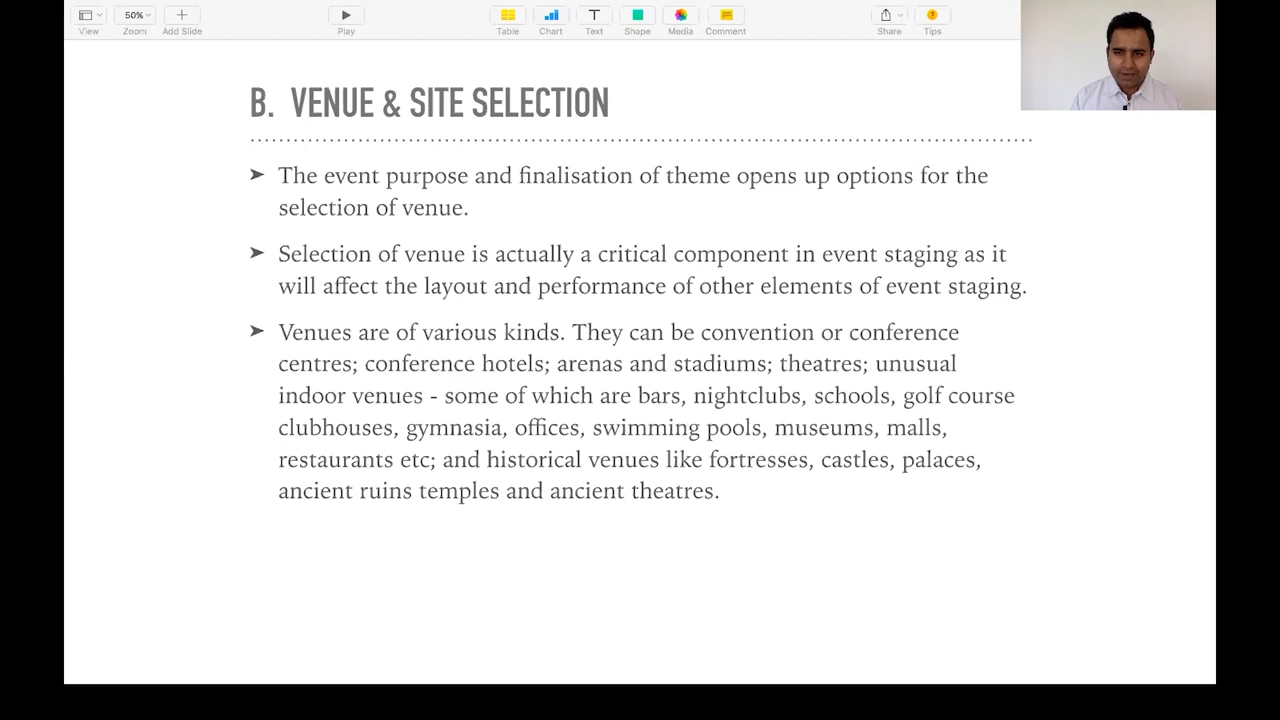 50%
View
Zoom
Add Slide
Play
Table
Chart
Text
Shape
Media
Comment
Share
Tips
B. VENUE & SITE SELECTION
➤ The event purpose and finalisation of theme opens up options for the
selection of venue.
➤ Selection of venue is actually a critical component in event staging as it
will affect the layout and performance of other elements of event staging.
➤ Venues are of various kinds. They can be convention or conference
centres; conference hotels; arenas and stadiums; theatres; unusual
indoor venues - some of which are bars, nightclubs, schools, golf course
clubhouses, gymnasia, offices, swimming pools, museums, malls,
restaurants etc; and historical venues like fortresses, castles, palaces,
ancient ruins temples and ancient theatres.